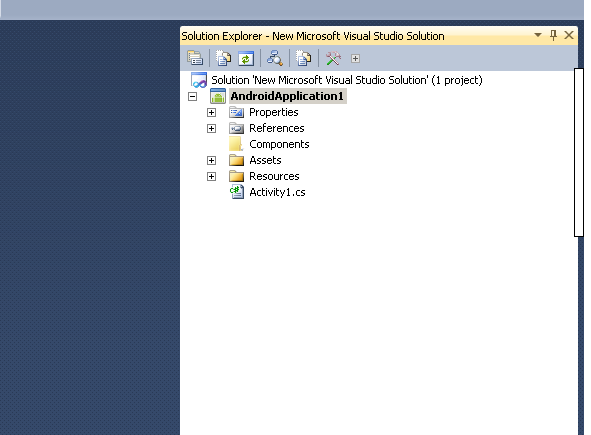 Solution Explorer - New Microsoft Visual Studio Solution
Solution 'New Microsoft Visual Studio Solution' (1 project)
AndroidApplication1
Properties
References
Components
Assets
Resources
Activity1.cs